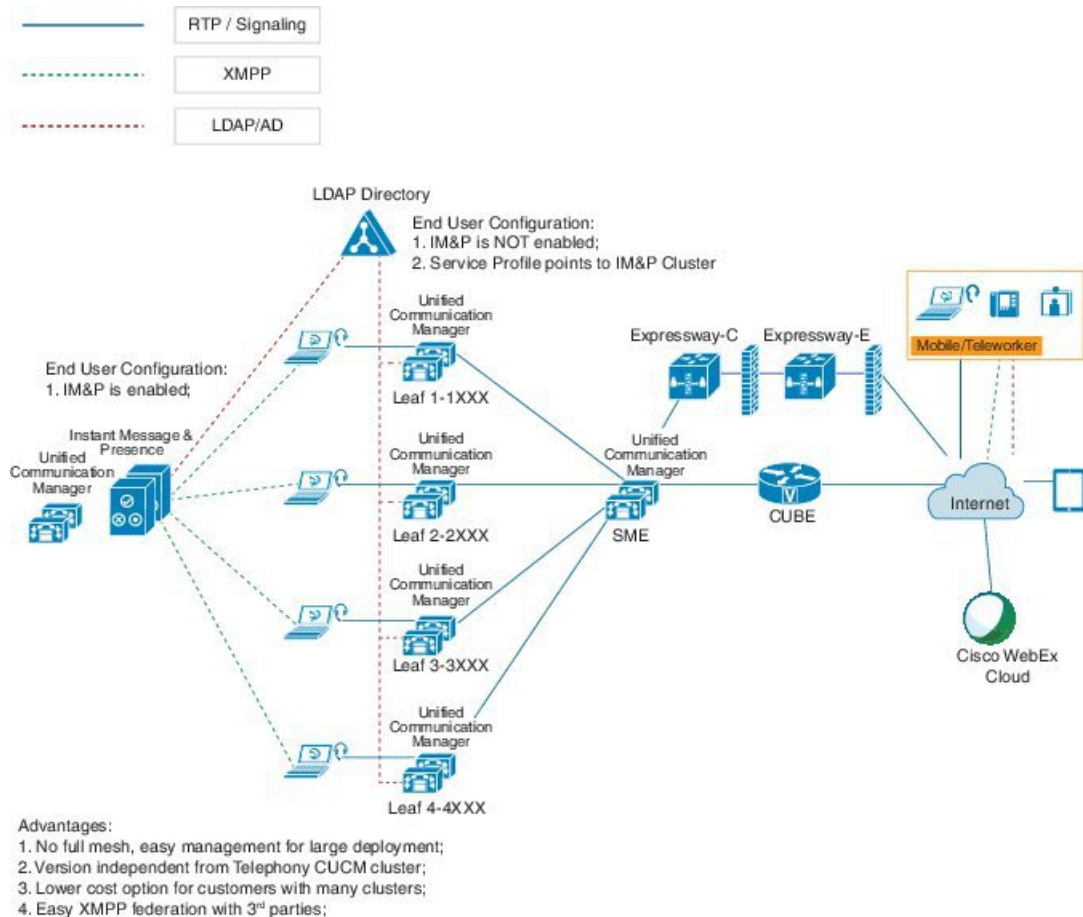 RTP / Signaling
XMPP
LDAP/AD
LDAP Directory
End User Configuration:
1. IM&P is NOT enabled;
2. Service Profile points to IM&P Cluster
Unified
Communication
Manager
Leaf 1-1XXX
Expressway-C
Expressway-E
Mobile/Teleworker
End User Configuration:
1. IM&P is enabled;
Instant Message &
Presence
Unified
Communication
Manager
Unified
Communication
Manager
Leaf 2-2XXX
Unified
Communication
Manager
SME
V
CUBE
Internet
Unified
Communication
Manager
Leaf 3-3XXX
Cisco WebEx
Cloud
Unified
Communication
Manager
Leaf 4-4XXX
Advantages:
1. No full mesh, easy management for large deployment;
2. Version independent from Telephony CUCM cluster;
3. Lower cost option for customers with many clusters;
4. Easy XMPP federation with 3rd parties;